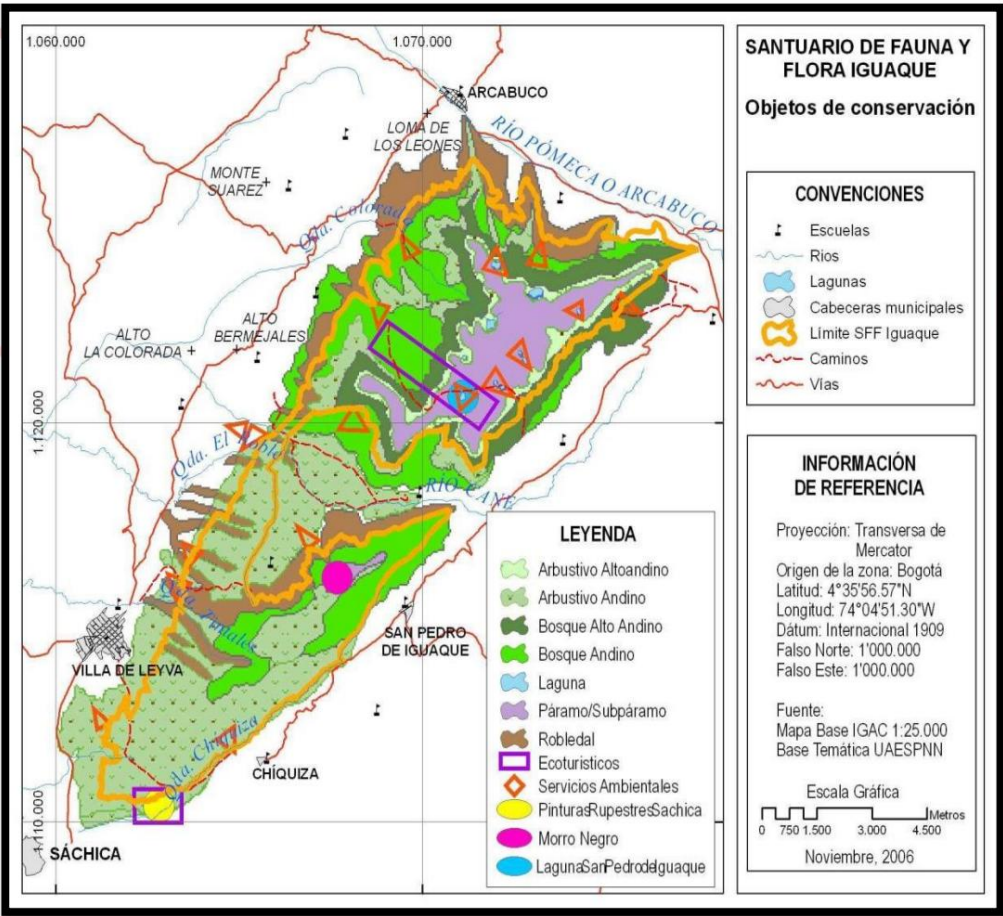 1.060.000
1.070.000
ARCABUCO
LOMA DE
LOS LEONES
RÍO PÓMECA O ARCABUCO
MONTE
SUAREZ
Qda. Colorada
ALTO
BERMEJALES
ALTO
LA COLORADA
1.120.000
Qda. El Roble
RÍO CANE
SAN PEDRO
DE IGUAQUE
VILLA DE LEYVA
CHÍQUIZA
Qda. Chiquiza
1.110.000
SÁCHICA
LEYENDA
Arbustivo Altoandino
Arbustivo Andino
Bosque Alto Andino
Bosque Andino
Laguna
Páramo/Subpáramo
Robledal
Ecoturisticos
Servicios Ambientales
PinturasRupestresSachica
Morro Negro
LagunaSanPedrodeIguaque
SANTUARIO DE FAUNA Y
FLORA IGUAQUE
Objetos de conservación
CONVENCIONES
Escuelas
Rios
Lagunas
Cabeceras municipales
Límite SFF Iguaque
Caminos
Vías
INFORMACIÓN
DE REFERENCIA
Proyección: Transversa de
Mercator
Origen de la zona: Bogotá
Latitud: 4°35'56.57"N
Longitud: 74°04'51.30"W
Dátum: Internacional 1909
Falso Norte: 1'000.000
Falso Este: 1'000.000
Fuente:
Mapa Base IGAC 1:25.000
Base Temática UAESPNN
Escala Gráfica
Metros
0 750 1.500 3.000 4.500
Noviembre, 2006